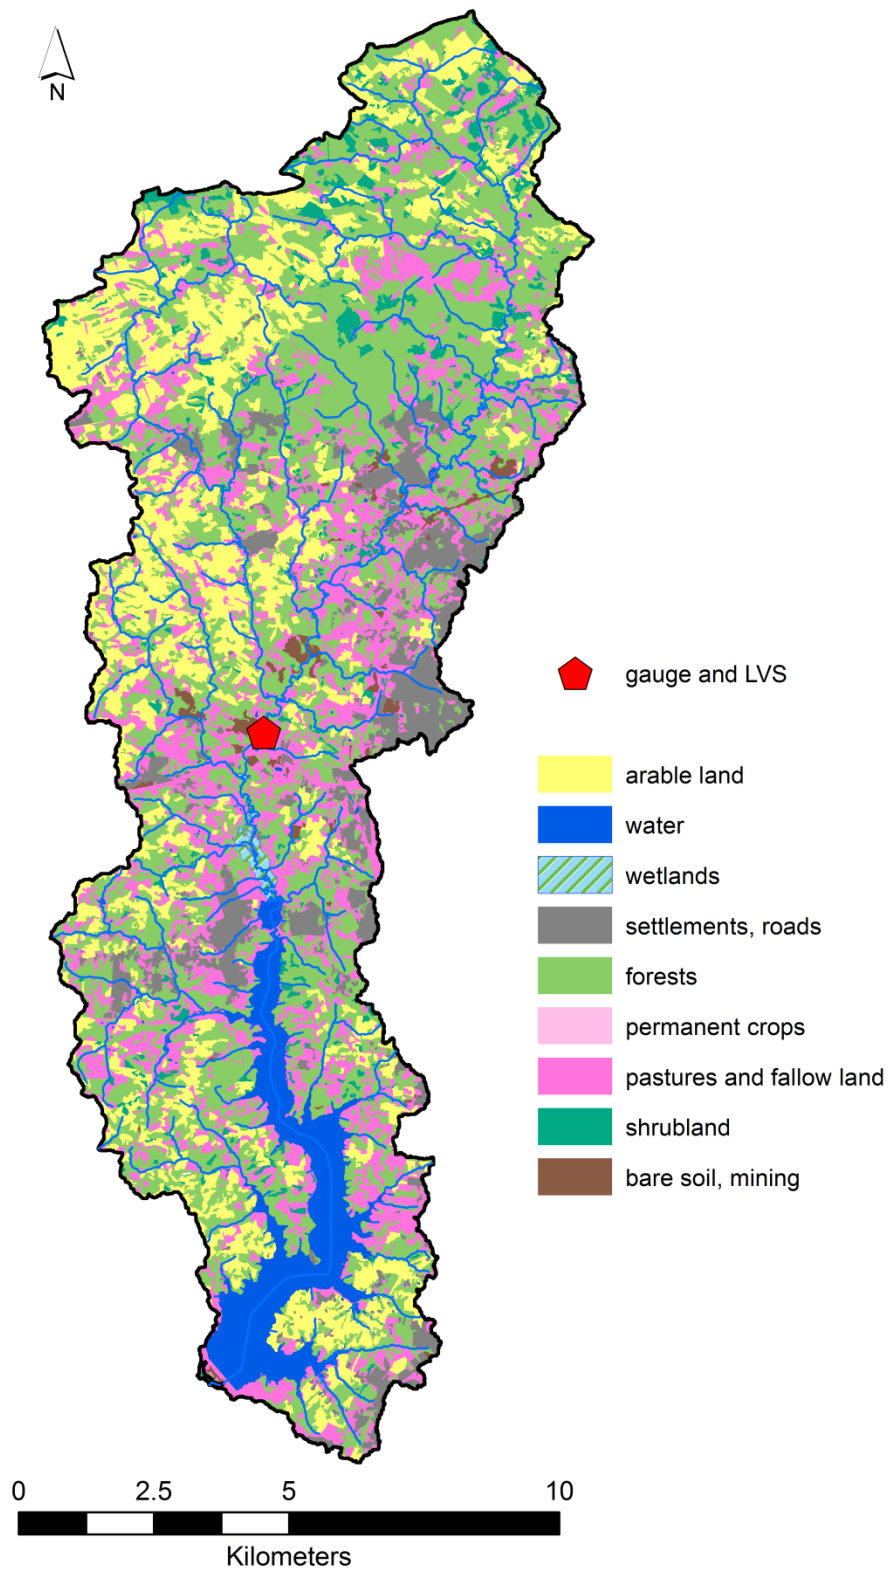 N
gauge and LVS
arable land
water
wetlands
settlements, roads
forests
permanent crops
pastures and fallow land
shrubland
bare soil, mining
0 2.5 5 10
Kilometers